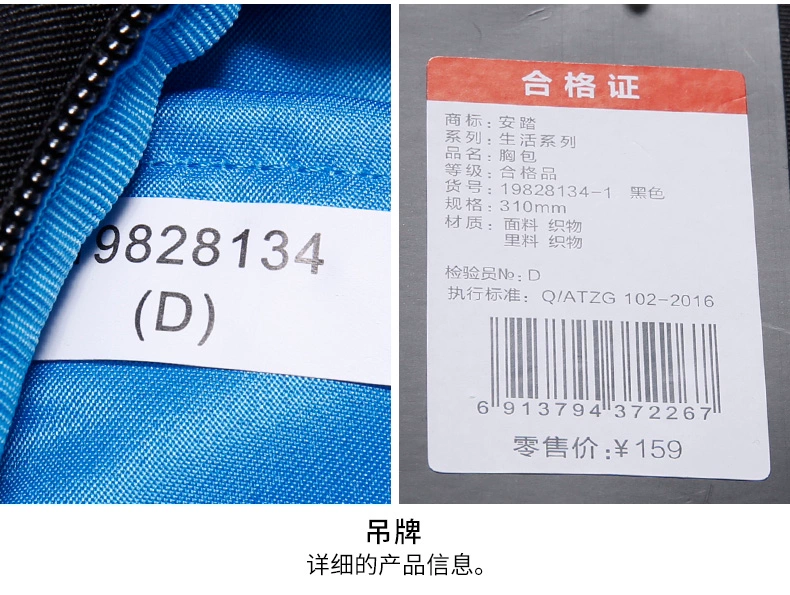 9828134
(D)
合格证
商标：安踏
系列：生活系列
品名：胸包
等级：合格品
货号：19828134-1 黑色
规格：310mm
材质：面料 织物
里料 织物
检验员№：D
执行标准：Q/ATZG 102-2016
6 913794 372267
零售价：¥159
吊牌
详细的产品信息。